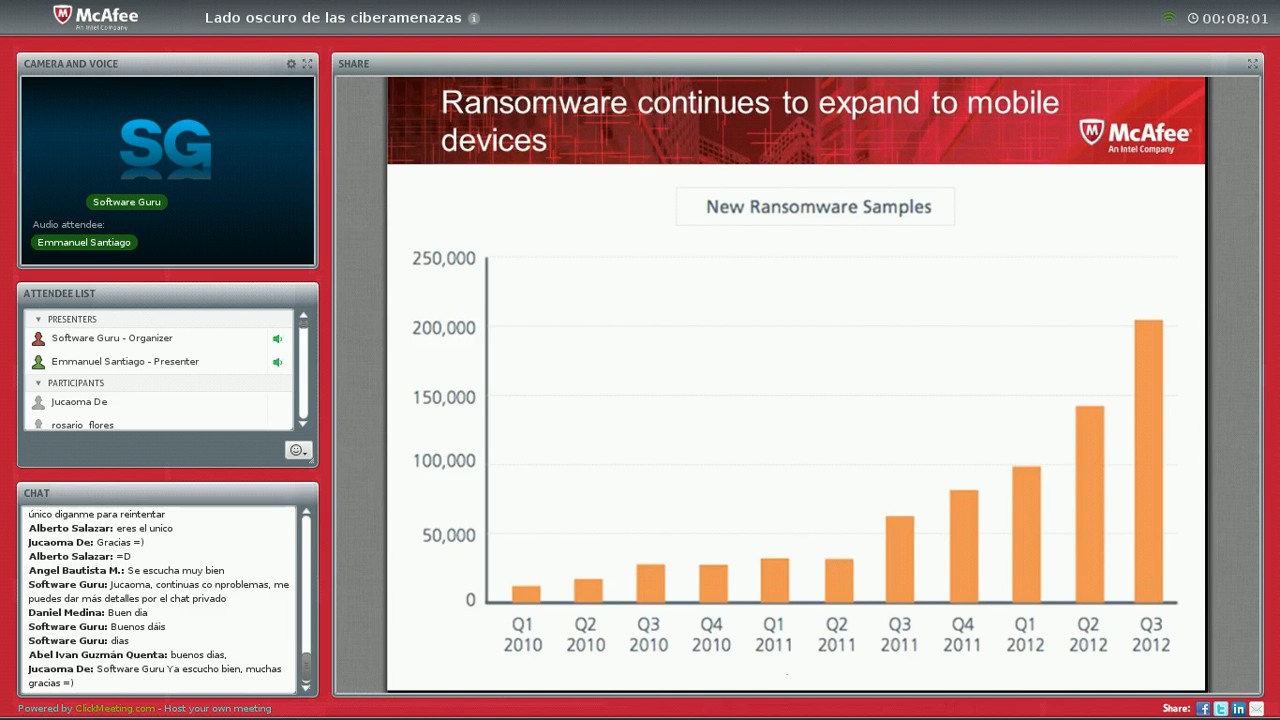 McAfee
An Intel Company
Lado oscuro de las ciberamenazas
00:08:01
CAMERA AND VOICE
SG
Software Guru
Audio attendee:
Emmanuel Santiago
ATTENDEE LIST
PRESENTERS
Software Guru - Organizer
Emmanuel Santiago - Presenter
PARTICIPANTS
Jucaoma De
rosario_flores
CHAT
único diganme para reintentar
Alberto Salazar: eres el unico
Jucaoma De: Gracias =)
Alberto Salazar: =D
Angel Bautista M.: Se escucha muy bien
Software Guru: Jucaoma, continuas co nproblemas, me
puedes dar más detalles por el chat privado
Daniel Medina: Buen dia
Software Guru: Buenos dáis
Software Guru: dias
Abel Ivan Guzmán Quenta: buenos dias,
Jucaoma De: Software Guru Ya escucho bien, muchas
gracias =)
SHARE
Ransomware continues to expand to mobile
devices
McAfee
An Intel Company
New Ransomware Samples
250,000
200,000
150,000
100,000
50,000
0
Q1 Q2 Q3 Q4 Q1 Q2 Q3 Q4 Q1 Q2 Q3
2010 2010 2010 2010 2011 2011 2011 2011 2012 2012 2012
Powered by ClickMeeting.com - Host your own meeting
Share: